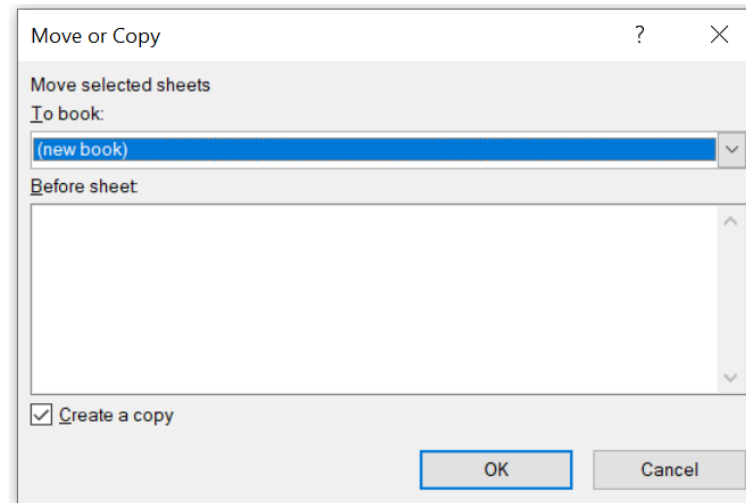 Move or Copy ?
Move selected sheets
To book:
(new book)
Before sheet:
Create a copy
OK Cancel